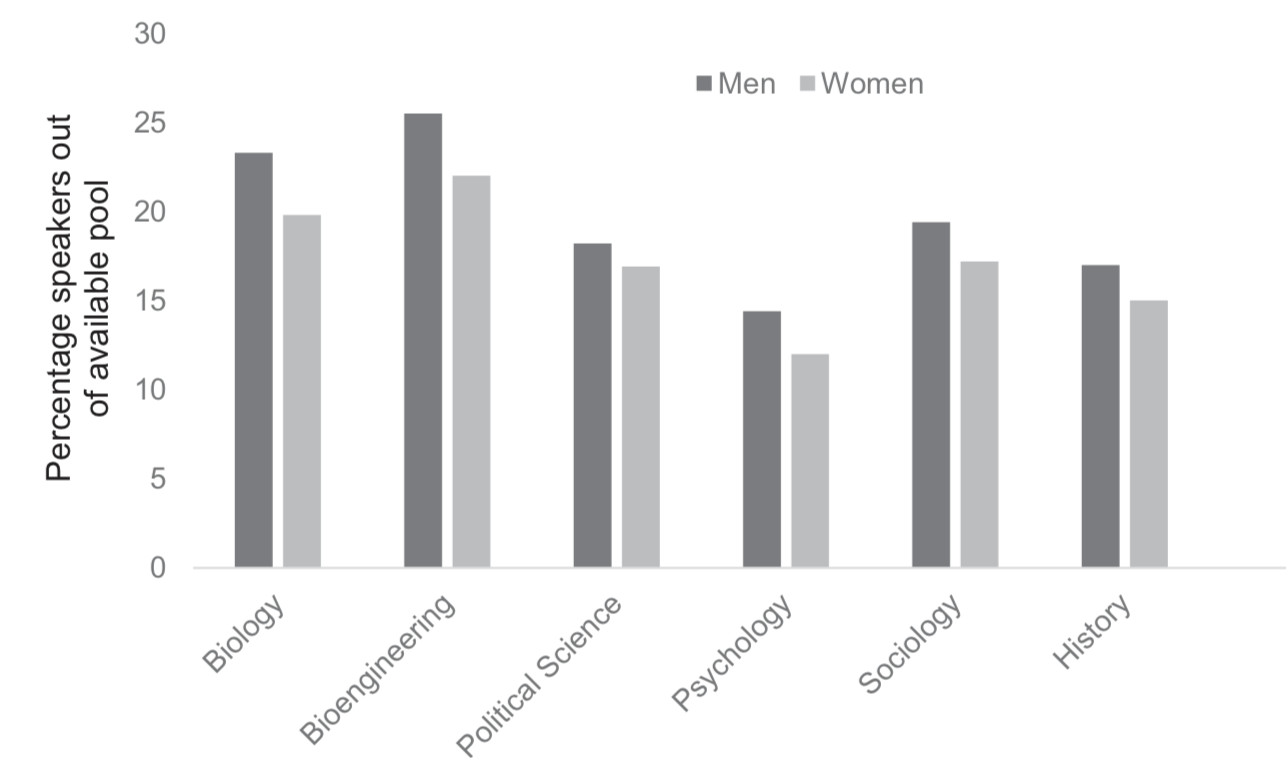 Percentage speakers out
of available pool
30
25
20
15
10
5
0
Men Women
Biology
Bioengineering
Political Science
Psychology
Sociology
History